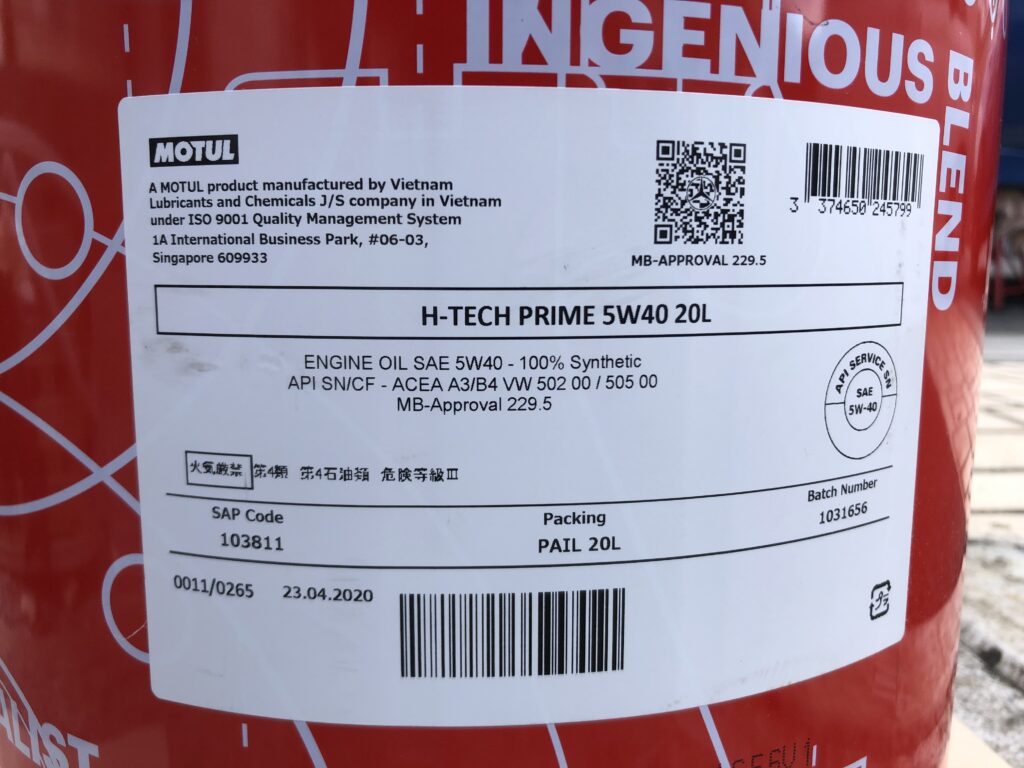 INGENIOUS
BLEND
MOTUL
A MOTUL product manufactured by Vietnam
Lubricants and Chemicals J/S company in Vietnam
under ISO 9001 Quality Management System
1A International Business Park, #06-03,
Singapore 609933
MB-APPROVAL 229.5
3 374650 245799
H-TECH PRIME 5W40 20L
ENGINE OIL SAE 5W40 - 100% Synthetic
API SN/CF - ACEA A3/B4 VW 502 00 / 505 00
MB-Approval 229.5
API SERVICE SN
SAE
5W-40
火気厳禁 第4類 第4石油類 危険等級Ⅲ
SAP Code
103811
Packing
PAIL 20L
Batch Number
1031656
0011/0265 23.04.2020
プラ
ALIST